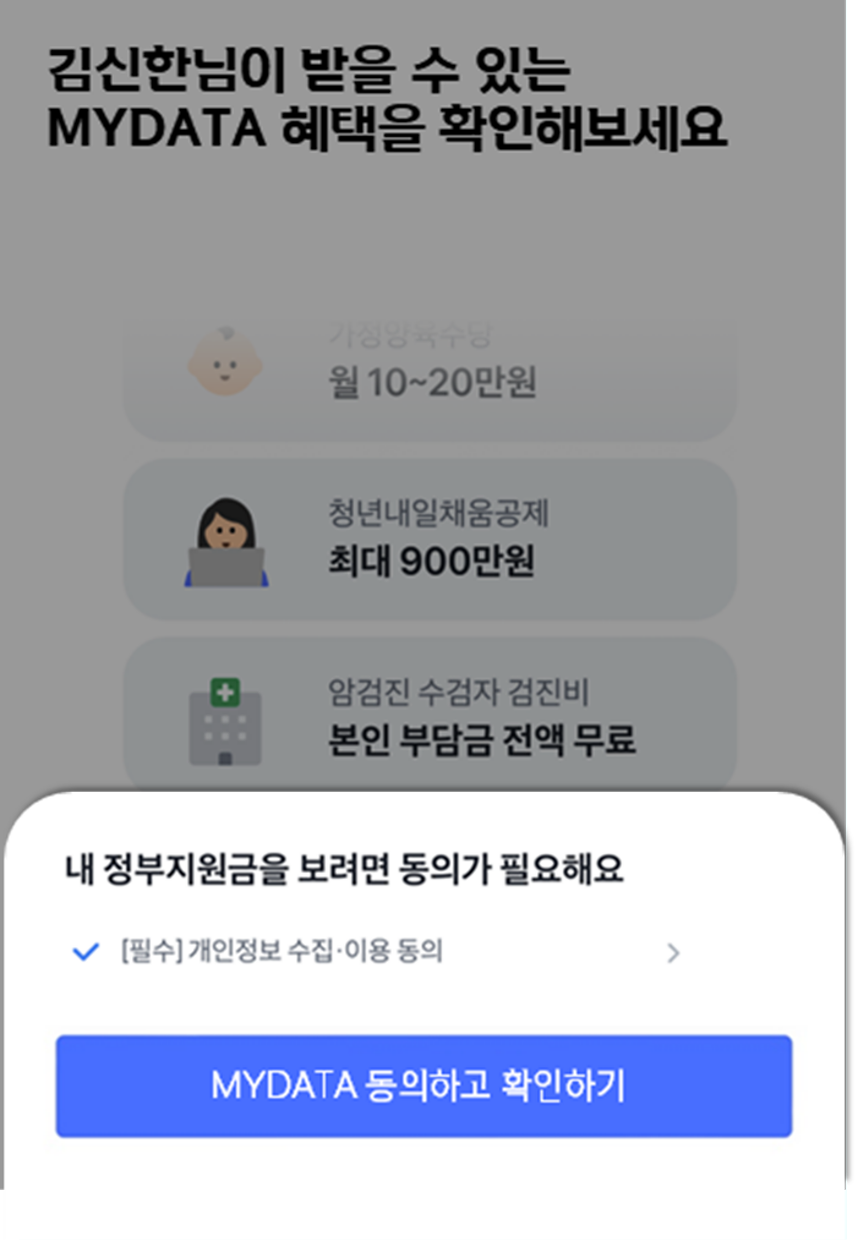 김신한님이 받을 수 있는
MYDATA 혜택을 확인해보세요
가정양육수당
월 10~20만원
청년내일채움공제
최대 900만원
암검진 수검자 검진비
본인 부담금 전액 무료
내 정부지원금을 보려면 동의가 필요해요
[필수] 개인정보 수집·이용 동의
MYDATA 동의하고 확인하기